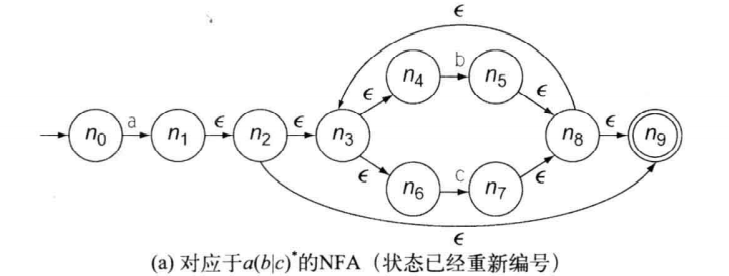 ϵ
n4 b n5
ϵ ϵ
n0 a n1 ϵ n2 ϵ n3 n8 ϵ n9
ϵ ϵ
n6 c n7
ϵ
(a) 对应于a(b|c)*的NFA（状态已经重新编号）